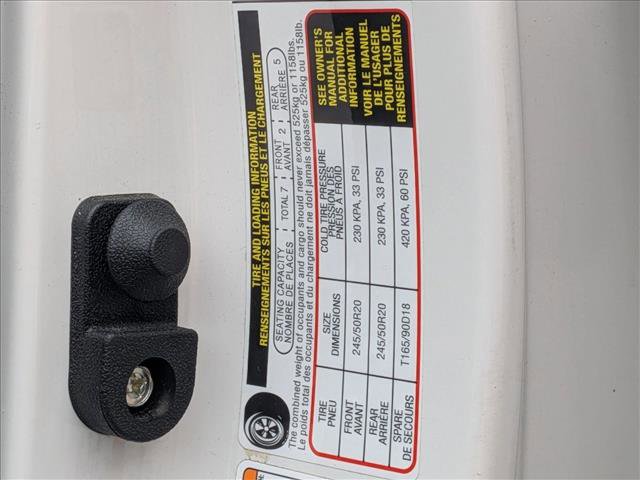 TIRE AND LOADING INFORMATION
RENSEIGNEMENTS SUR LES PNEUS ET LE CHARGEMENT
SEATING CAPACITY
NOMBRE DE PLACES
TOTAL 7
FRONT
AVANT 2
REAR
ARRIÈRE 5
The combined weight of occupants and cargo should never exceed 525kg or 1158lbs.
Le poids total des occupants et du chargement ne doit jamais dépasser 525kg ou 1158lb.
TIRE
PNEU
SIZE
DIMENSIONS
COLD TIRE PRESSURE
PRESSION DES
PNEUS À FROID
FRONT
AVANT
245/50R20
230 KPA, 33 PSI
REAR
ARRIÈRE
245/50R20
230 KPA, 33 PSI
SPARE
DE SECOURS
T165/90D18
420 KPA, 60 PSI
SEE OWNER'S
MANUAL FOR
ADDITIONAL
INFORMATION
VOIR LE MANUEL
DE L'USAGER
POUR PLUS DE
RENSEIGNEMENTS